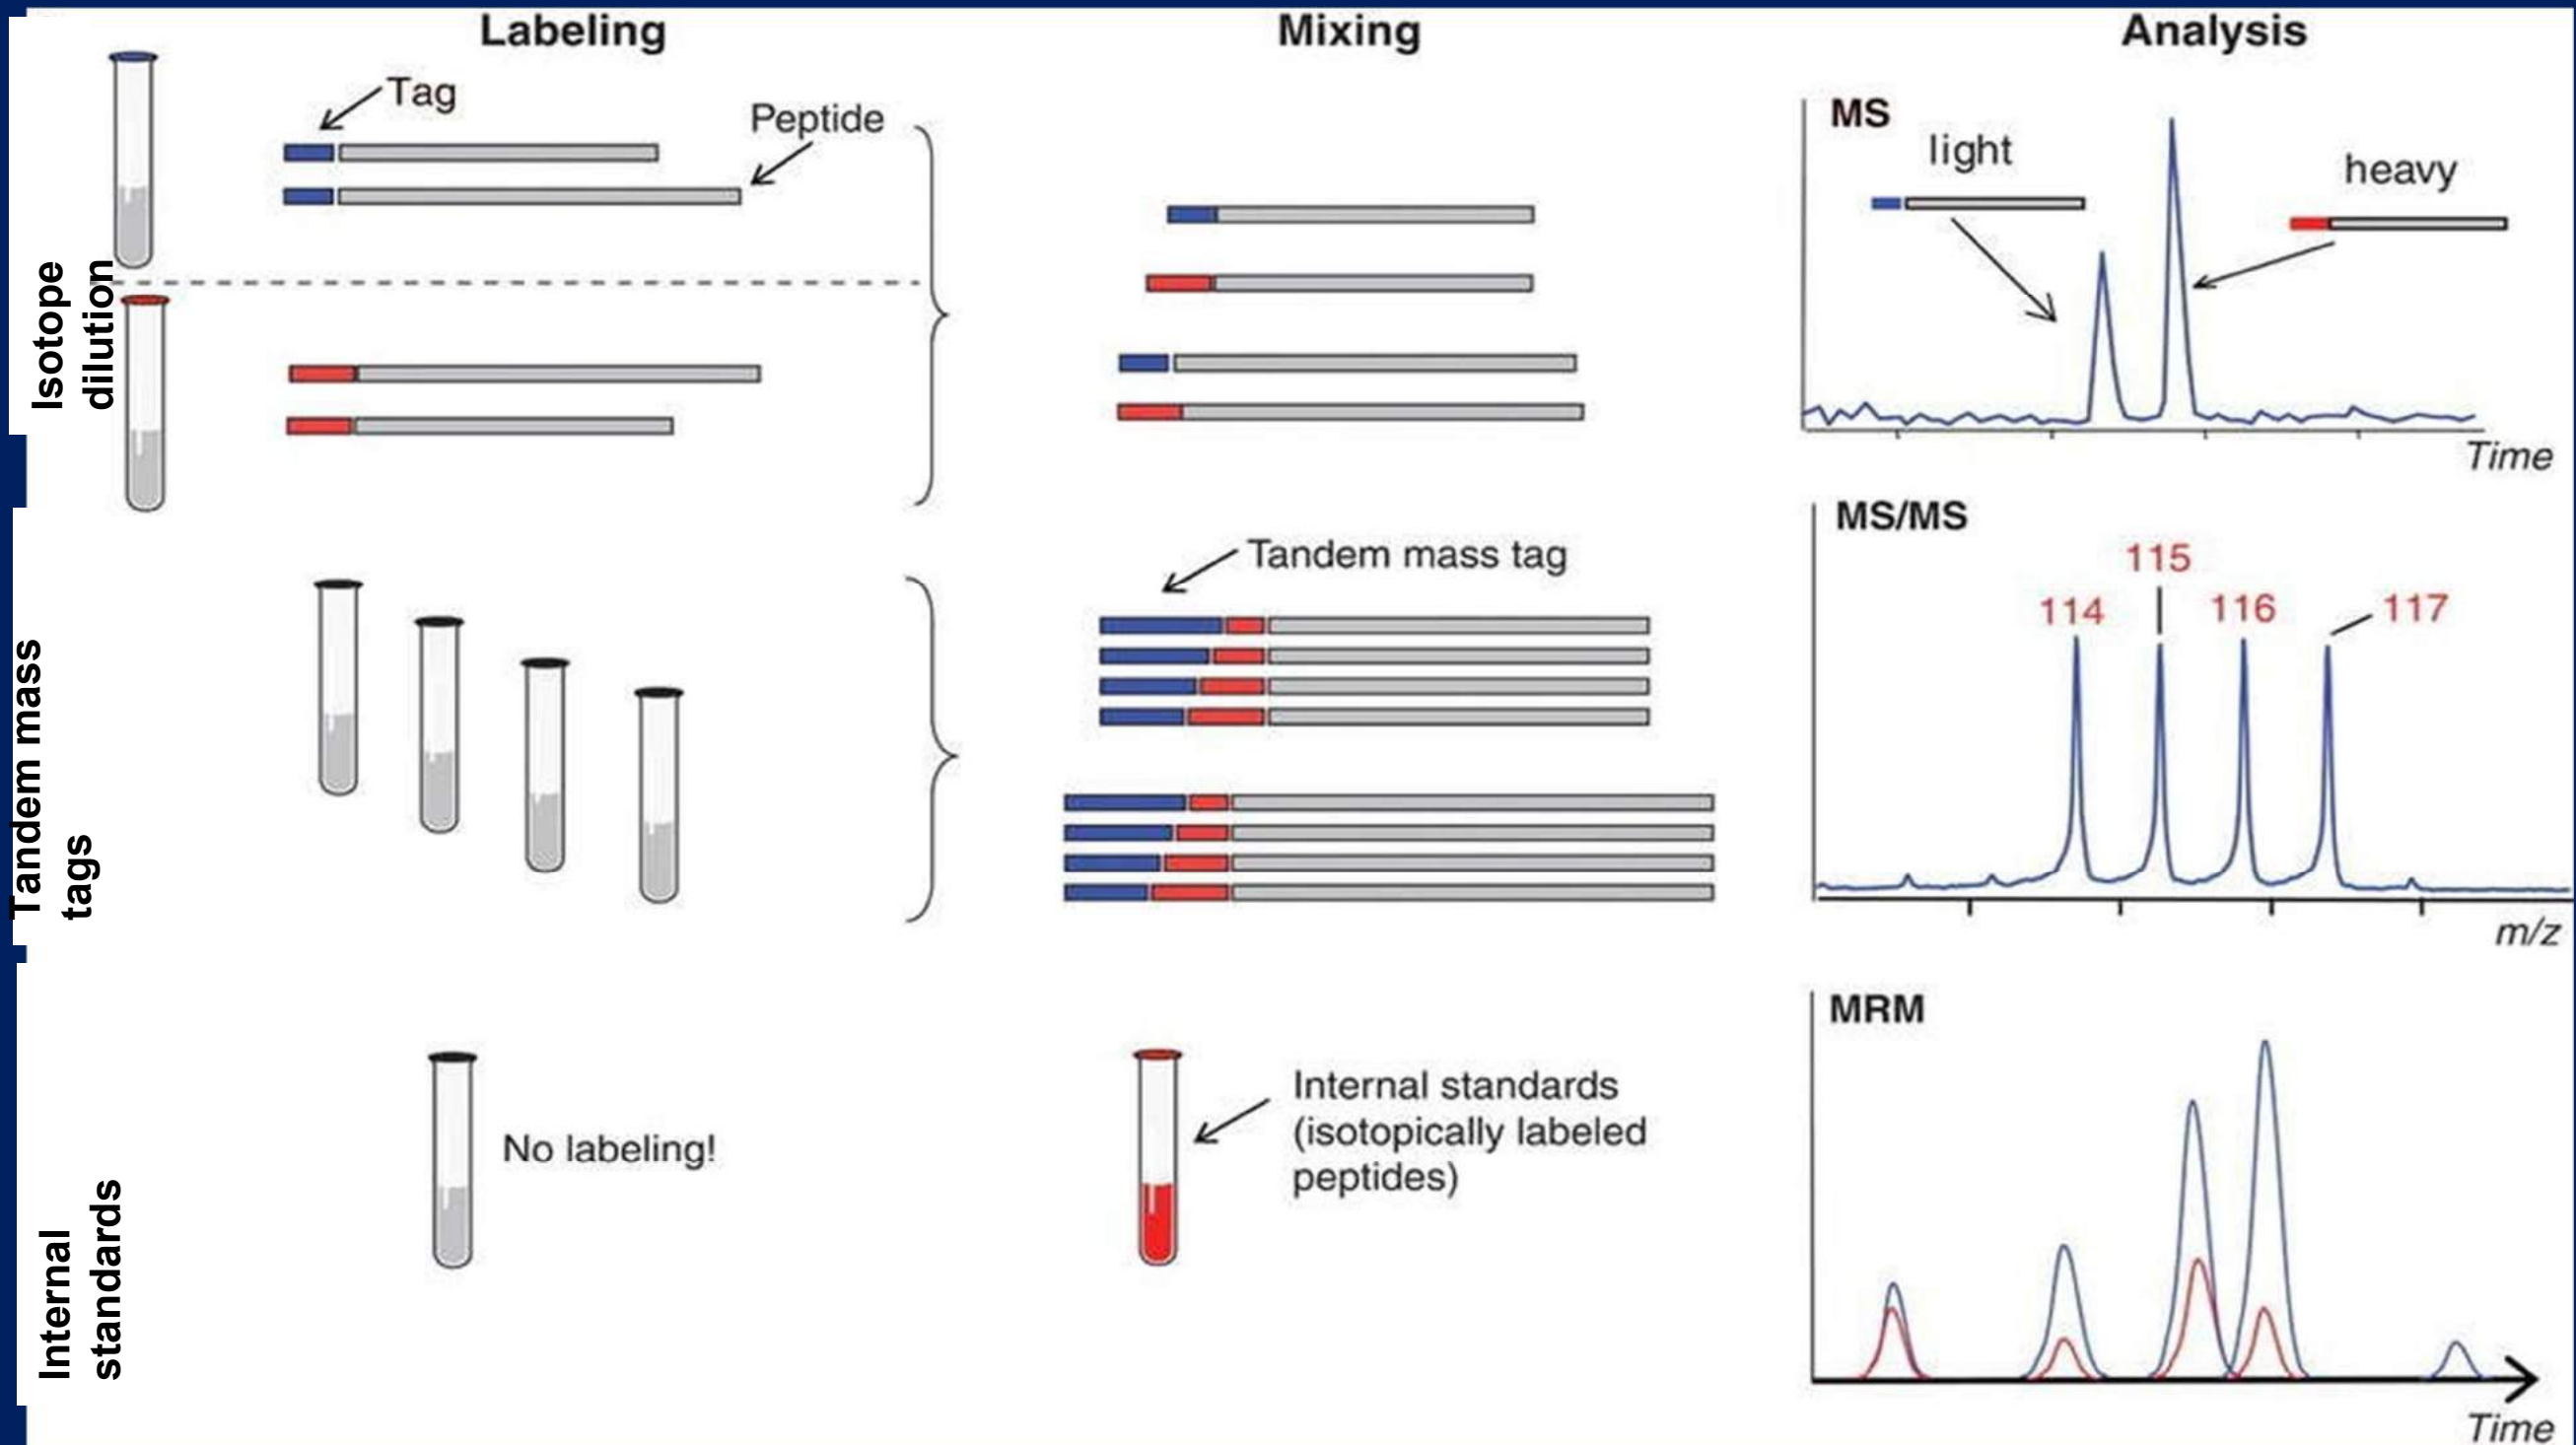 Labeling
Mixing
Analysis
Isotope
dilution
Tag
Peptide
MS
light
heavy
Time
Tandem mass
tags
Tandem mass tag
MS/MS
114
115
116
117
m/z
Internal
standards
No labeling!
Internal standards
(isotopically labeled
peptides)
MRM
Time